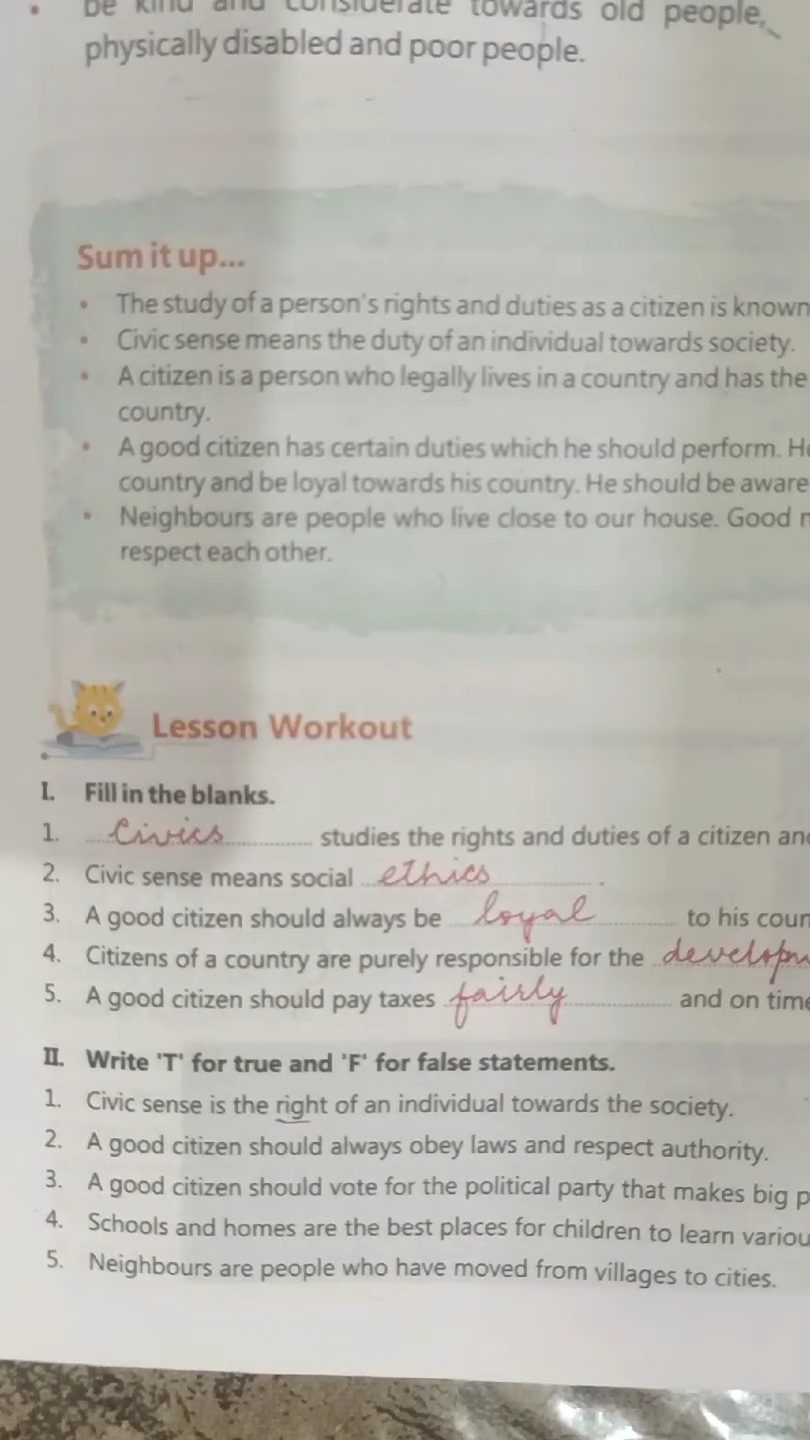 • be kind and considerate towards old people,
physically disabled and poor people.
Sum it up...
• The study of a person's rights and duties as a citizen is known
• Civic sense means the duty of an individual towards society.
• A citizen is a person who legally lives in a country and has the
country.
• A good citizen has certain duties which he should perform.
country and be loyal towards his country. He should be aware
• Neighbours are people who live close to our house. Good
respect each other.
Lesson Workout
I. Fill in the blanks.
1. Civics studies the rights and duties of a citizen
2. Civic sense means social ethics.
3. A good citizen should always be loyal to his
4. Citizens of a country are purely responsible for the
5. A good citizen should pay taxes fairly and on time
II. Write 'T' for true and 'F' for false statements.
1. Civic sense is the right of an individual towards the society.
2. A good citizen should always obey laws and respect authority.
3. A good citizen should vote for the political party that makes big
4. Schools and homes are the best places for children to learn
5. Neighbours are people who have moved from villages to cities.